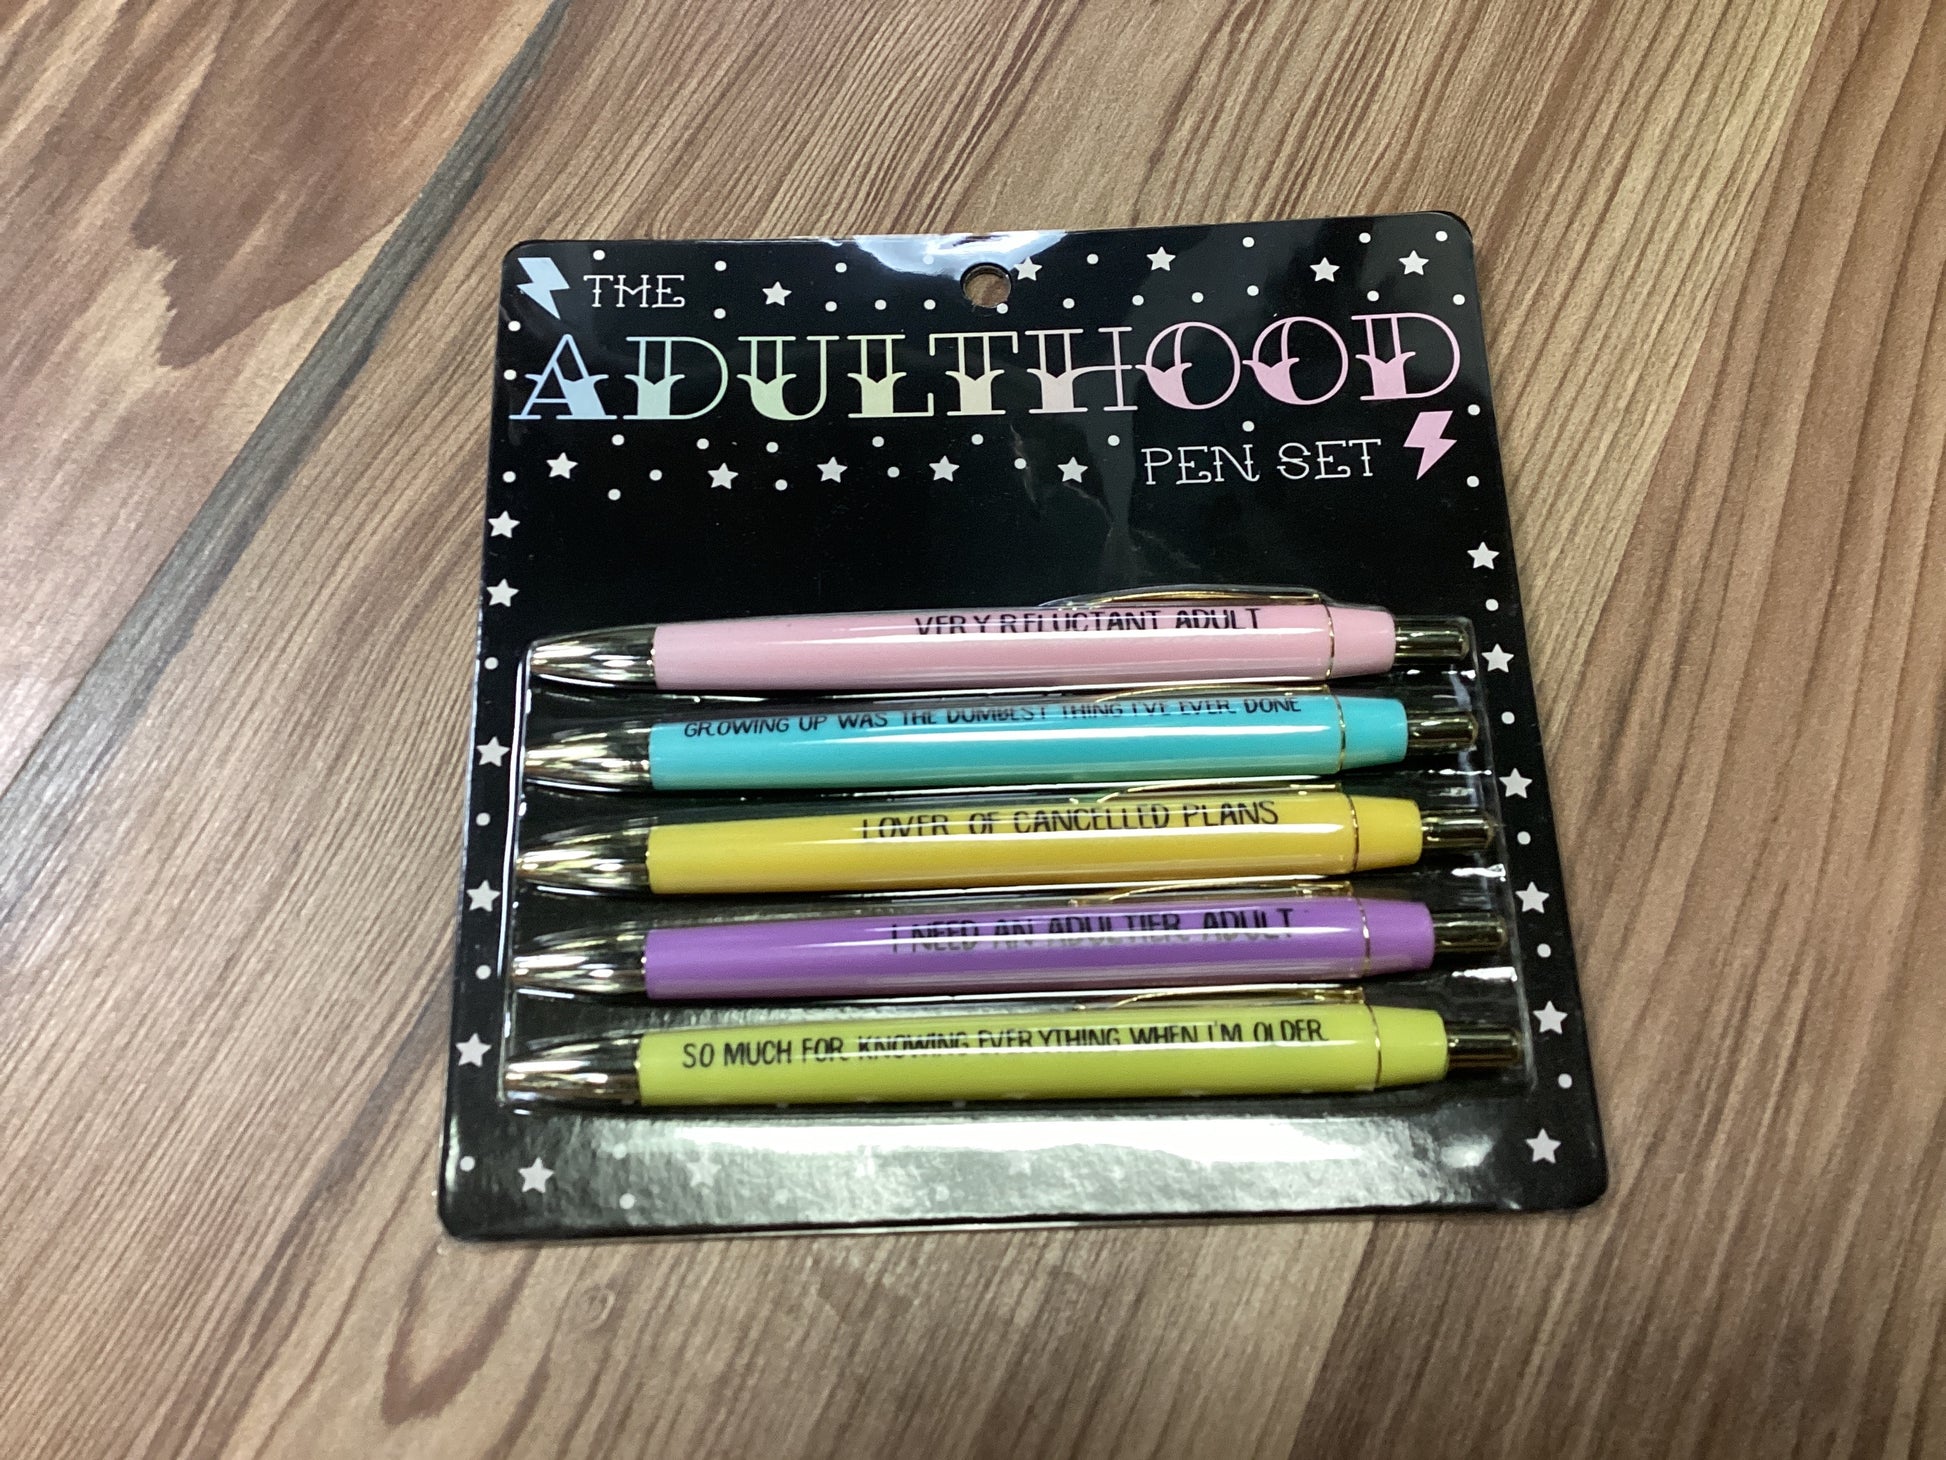 THE
ADULTHOOD
PEN SET
VERY RELUCTANT ADULT
GROWING UP WAS THE DUMBEST THING I'VE EVER DONE
LOVER OF CANCELLED PLANS
I NEED AN ADULTIER ADULT
SO MUCH FOR KNOWING EVERYTHING WHEN I'M OLDER